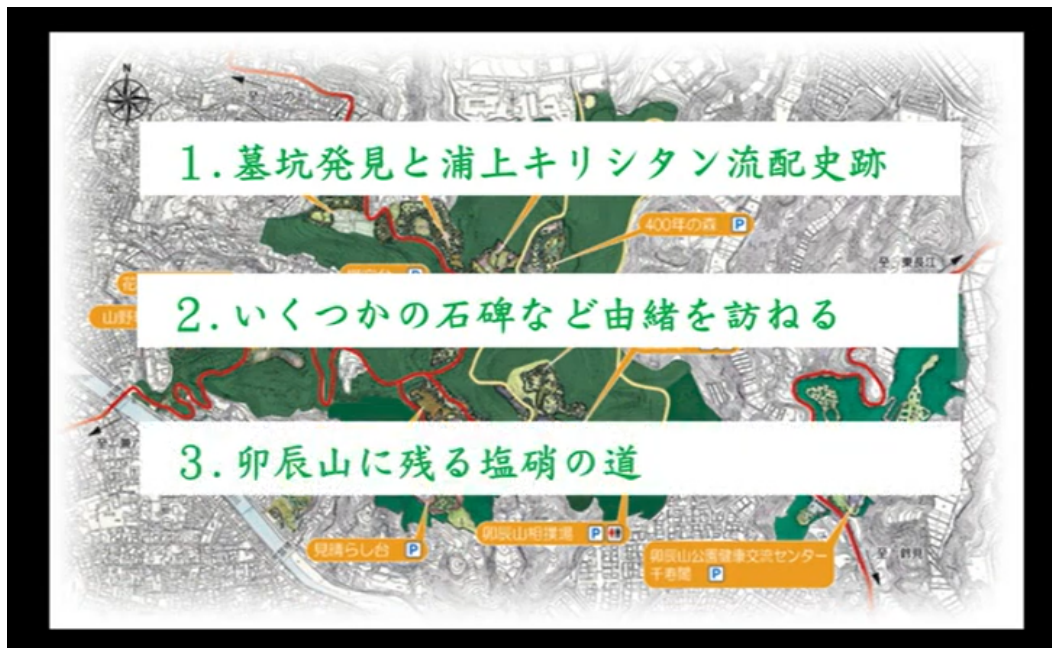 N
1.墓坑発見と浦上キリシタン流配史跡
400年の森 P
至 東長江
2.いくつかの石碑など由緒を訪ねる
3.卯辰山に残る塩硝の道
見晴らし台 P
卯辰山相撲場 P
卯辰山公園健康交流センター
千寿閣 P